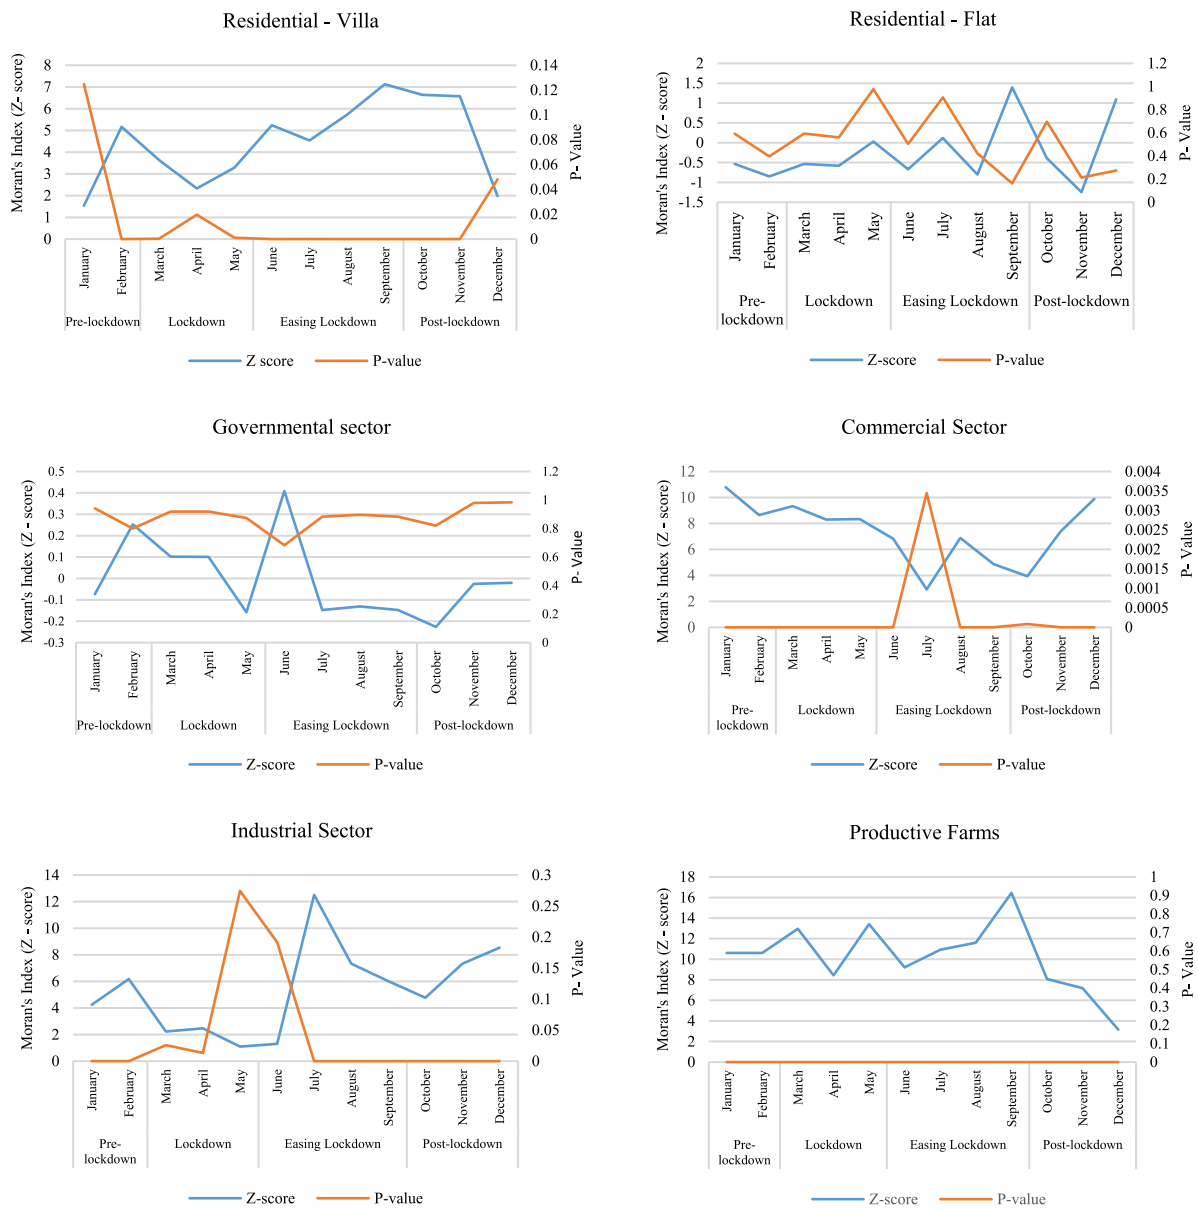 Residential - Villa
Moran's Index (Z- score)
8
7
6
5
4
3
2
1
0
0.14
0.12
0.1
0.08
0.06
0.04
0.02
0
P- Value
January
February
March
April
May
June
July
August
September
October
November
December
Pre-lockdown
Lockdown
Easing Lockdown
Post-lockdown
Z score
P-value
Residential - Flat
Moran's Index (Z - score)
2
1.5
1
0.5
0
-0.5
-1
-1.5
1.2
1
0.8
0.6
0.4
0.2
0
P- Value
January
February
March
April
May
June
July
August
September
October
November
December
Pre-
lockdown
Lockdown
Easing Lockdown
Post-lockdown
Z-score
P-value
Governmental sector
Moran's Index (Z - score)
0.5
0.4
0.3
0.2
0.1
0
-0.1
-0.2
-0.3
1.2
1
0.8
0.6
0.4
0.2
0
P- Value
January
February
March
April
May
June
July
August
September
October
November
December
Pre-lockdown
Lockdown
Easing Lockdown
Post-lockdown
Z-score
P-value
Commercial Sector
Moran's Index (Z - score)
12
10
8
6
4
2
0
0.004
0.0035
0.003
0.0025
0.002
0.0015
0.001
0.0005
0
P- Value
January
February
March
April
May
June
July
August
September
October
November
December
Pre-
lockdown
Lockdown
Easing Lockdown
Post-lockdown
Z-score
P-value
Industrial Sector
Moran's Index (Z - score)
14
12
10
8
6
4
2
0
0.3
0.25
0.2
0.15
0.1
0.05
0
P- Value
January
February
March
April
May
June
July
August
September
October
November
December
Pre-
lockdown
Lockdown
Easing Lockdown
Post-lockdown
Z-score
P-value
Productive Farms
Moran's Index (Z - score)
18
16
14
12
10
8
6
4
2
0
1
0.9
0.8
0.7
0.6
0.5
0.4
0.3
0.2
0.1
0
P- Value
January
February
March
April
May
June
July
August
September
October
November
December
Pre-
lockdown
Lockdown
Easing Lockdown
Post-lockdown
Z-score
P-value